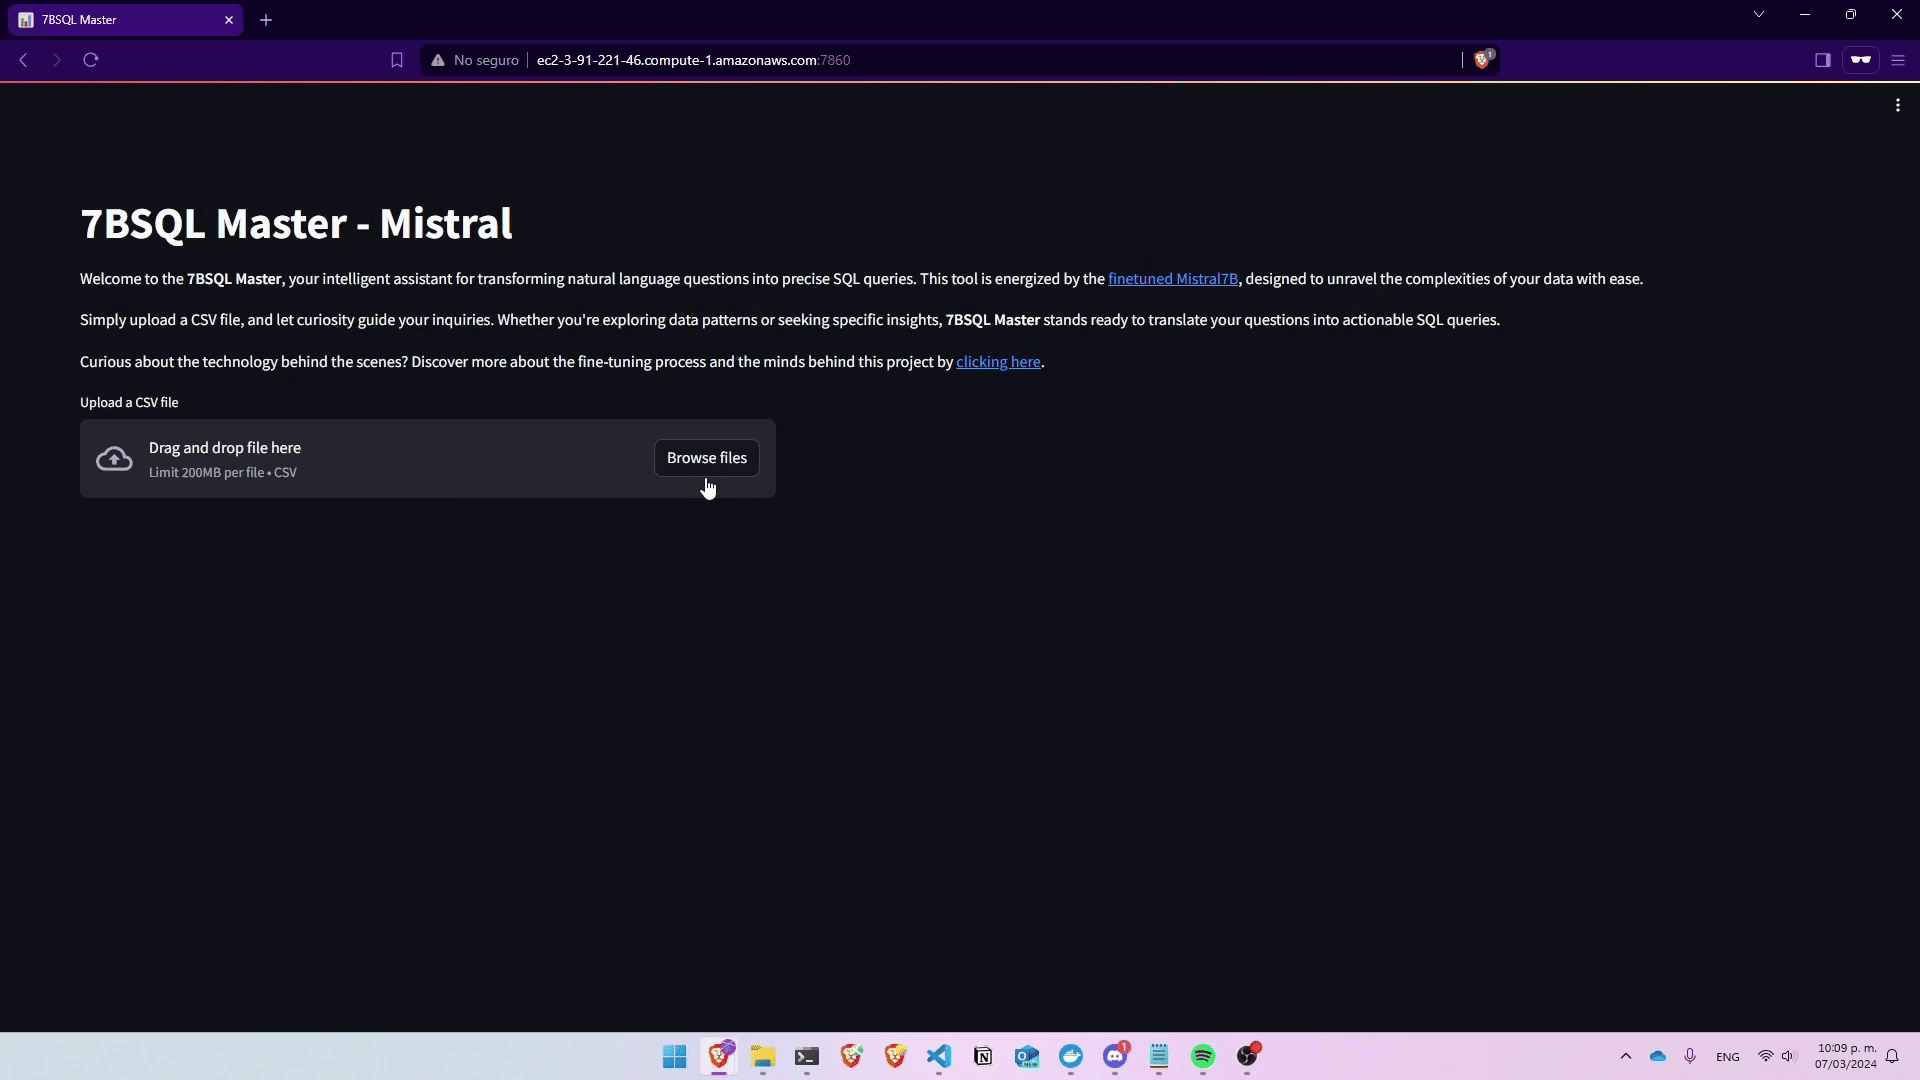 7BSQL Master
No seguro
ec2-3-91-221-46.compute-1.amazonaws.com:7860
1
7BSQL Master - Mistral
Welcome to the 7BSQL Master, your intelligent assistant for transforming natural language questions into precise SQL queries. This tool is energized by the finetuned Mistral7B, designed to unravel the complexities of your data with ease.
Simply upload a CSV file, and let curiosity guide your inquiries. Whether you're exploring data patterns or seeking specific insights, 7BSQL Master stands ready to translate your questions into actionable SQL queries.
Curious about the technology behind the scenes? Discover more about the fine-tuning process and the minds behind this project by clicking here.
Upload a CSV file
Drag and drop file here
Limit 200MB per file • CSV
Browse files
NEW
1
ENG
10:09 p. m.
07/03/2024